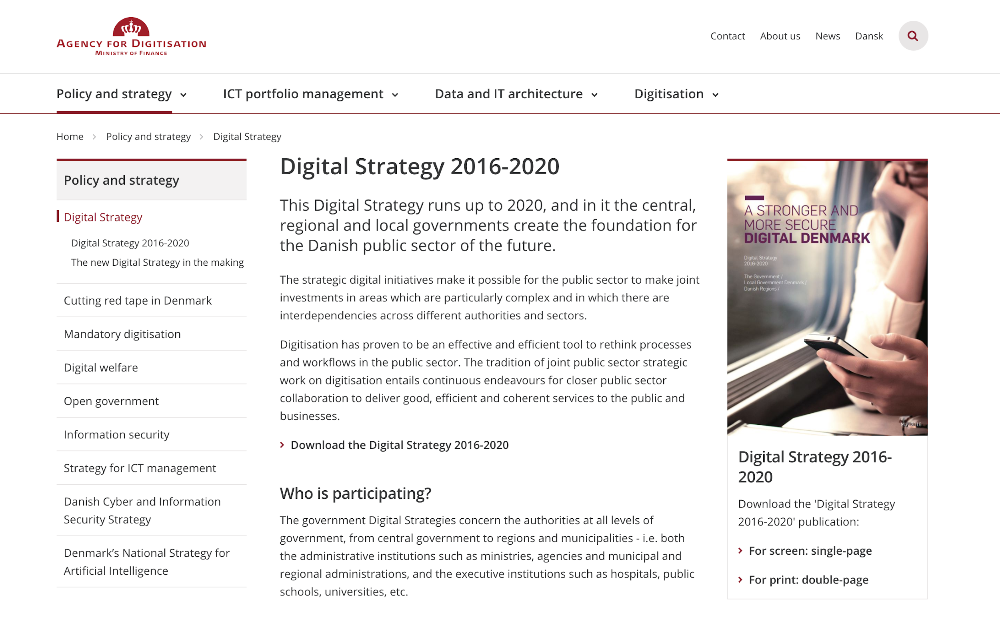 AGENCY FOR DIGITISATION
MINISTRY OF FINANCE
Contact
About us
News
Dansk
Policy and strategy
ICT portfolio management
Data and IT architecture
Digitisation
Home
Policy and strategy
Digital Strategy
Policy and strategy
Digital Strategy
Digital Strategy 2016-2020
The new Digital Strategy in the making
Cutting red tape in Denmark
Mandatory digitisation
Digital welfare
Open government
Information security
Strategy for ICT management
Danish Cyber and Information
Security Strategy
Denmark’s National Strategy for
Artificial Intelligence
Digital Strategy 2016-2020
This Digital Strategy runs up to 2020, and in it the central,
regional and local governments create the foundation for
the Danish public sector of the future.
The strategic digital initiatives make it possible for the public sector to make joint
investments in areas which are particularly complex and in which there are
interdependencies across different authorities and sectors.
Digitisation has proven to be an effective and efficient tool to rethink processes
and workflows in the public sector. The tradition of joint public sector strategic
work on digitisation entails continuous endeavours for closer public sector
collaboration to deliver good, efficient and coherent services to the public and
businesses.
Download the Digital Strategy 2016-2020
Who is participating?
The government Digital Strategies concern the authorities at all levels of
government, from central government to regions and municipalities - i.e. both
the administrative institutions such as ministries, agencies and municipal and
regional administrations, and the executive institutions such as hospitals, public
schools, universities, etc.
A STRONGER AND
MORE SECURE
DIGITAL DENMARK
Digital Strategy
2016-2020
The Government /
Local Government Denmark /
Danish Regions /
May 2016
Digital Strategy 2016-
2020
Download the 'Digital Strategy
2016-2020' publication:
For screen: single-page
For print: double-page